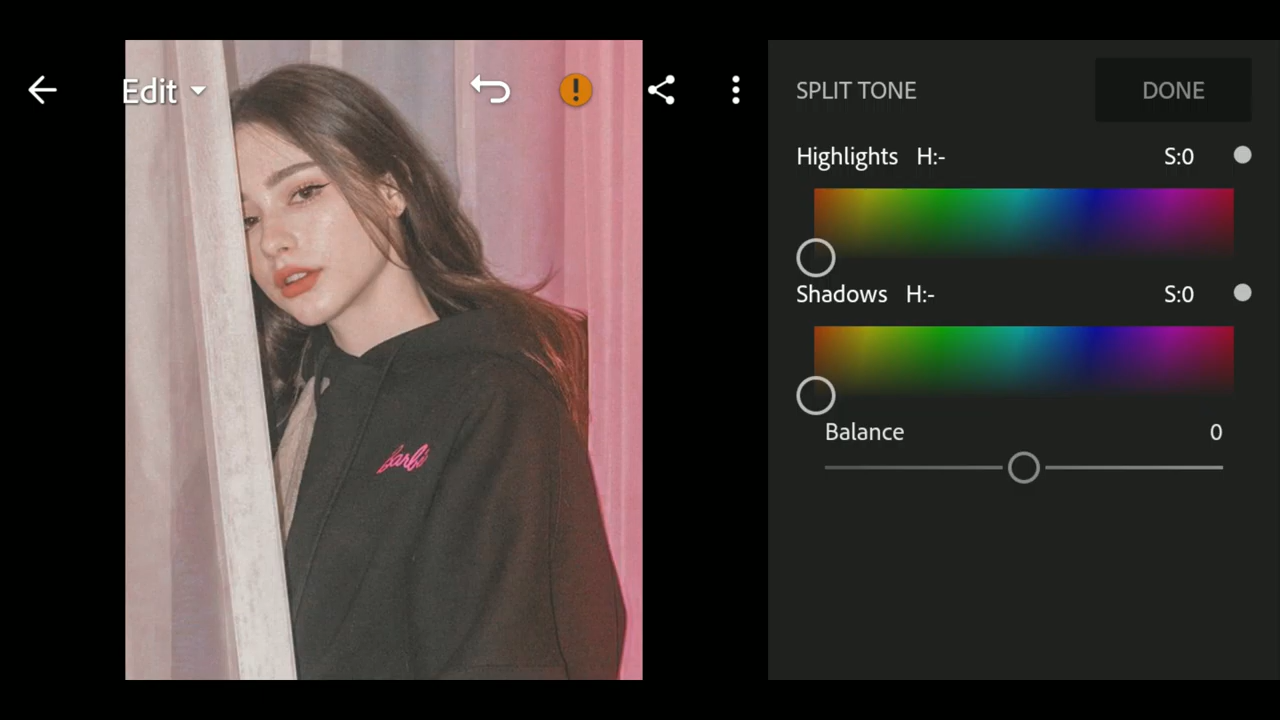 Edit
SPLIT TONE
DONE
Highlights H:- S:0
Shadows H:- S:0
Balance 0